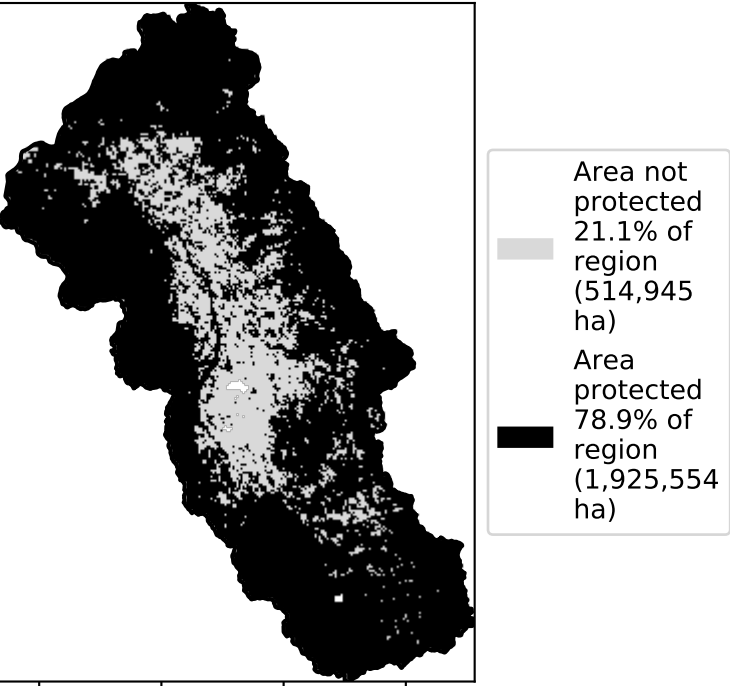 Area not
protected
21.1% of
region
(514,945
ha)
Area
protected
78.9% of
region
(1,925,554
ha)